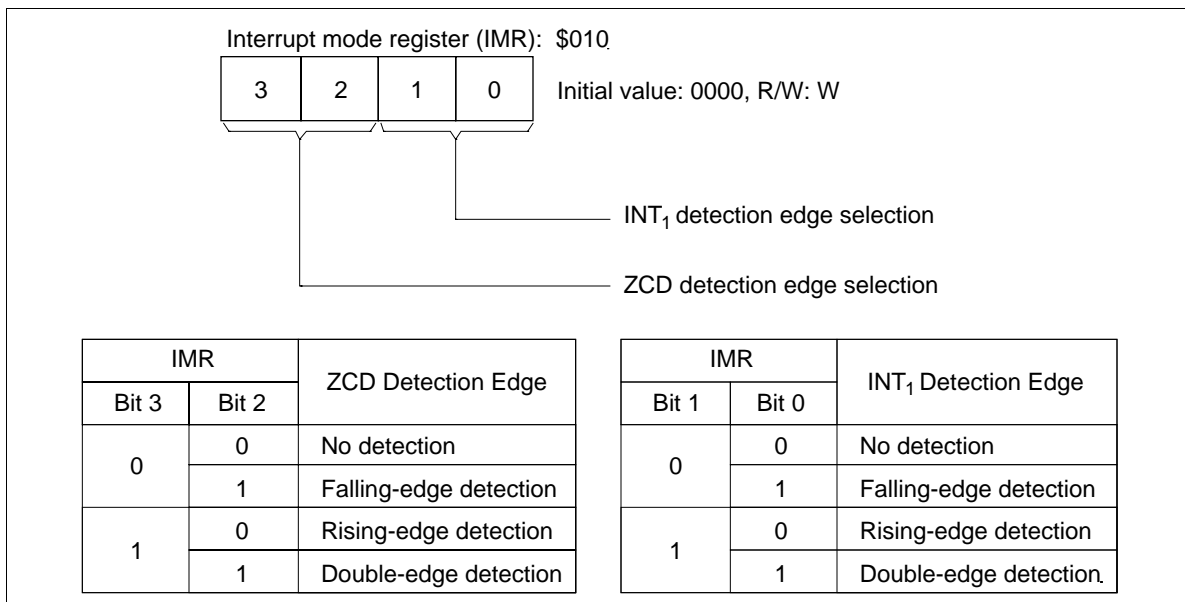 Interrupt mode register (IMR): $010
3 2 1 0 Initial value: 0000, R/W: W
INT1 detection edge selection
ZCD detection edge selection
IMR ZCD Detection Edge
Bit 3 Bit 2
0 0 No detection
1 Falling-edge detection
1 0 Rising-edge detection
1 Double-edge detection
IMR INT1 Detection Edge
Bit 1 Bit 0
0 0 No detection
1 Falling-edge detection
1 0 Rising-edge detection
1 Double-edge detection